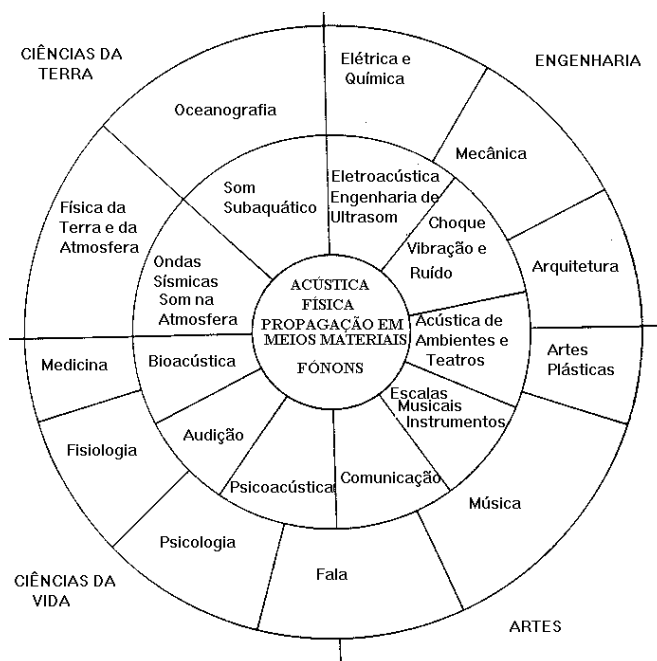 CIÊNCIAS DA
TERRA
ENGENHARIA
Elétrica e
Química
Oceanografia
Mecânica
Física da
Terra e da
Atmosfera
Arquitetura
Som
Subaquático
Eletroacústica
Engenharia de
Ultrasom
Choque
Vibração e
Ruído
Ondas
Sísmicas
Som na
Atmosfera
ACÚSTICA
FÍSICA
PROPAGAÇÃO EM
MEIOS MATERIAIS
FÓNONS
Acústica de
Ambientes e
Teatros
Medicina
Bioacústica
Artes
Plásticas
Escalas
Musicais
Instrumentos
Fisiologia
Audição
Psicoacústica
Comunicação
Música
Psicologia
Fala
CIÊNCIAS DA
VIDA
ARTES